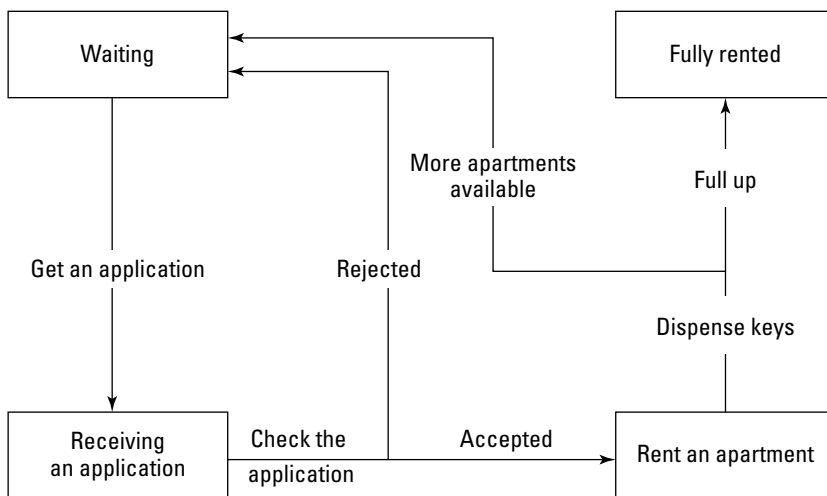 Waiting
Fully rented
More apartments
available
Full up
Get an application
Rejected
Dispense keys
Receiving
an application
Check the
application
Accepted
Rent an apartment